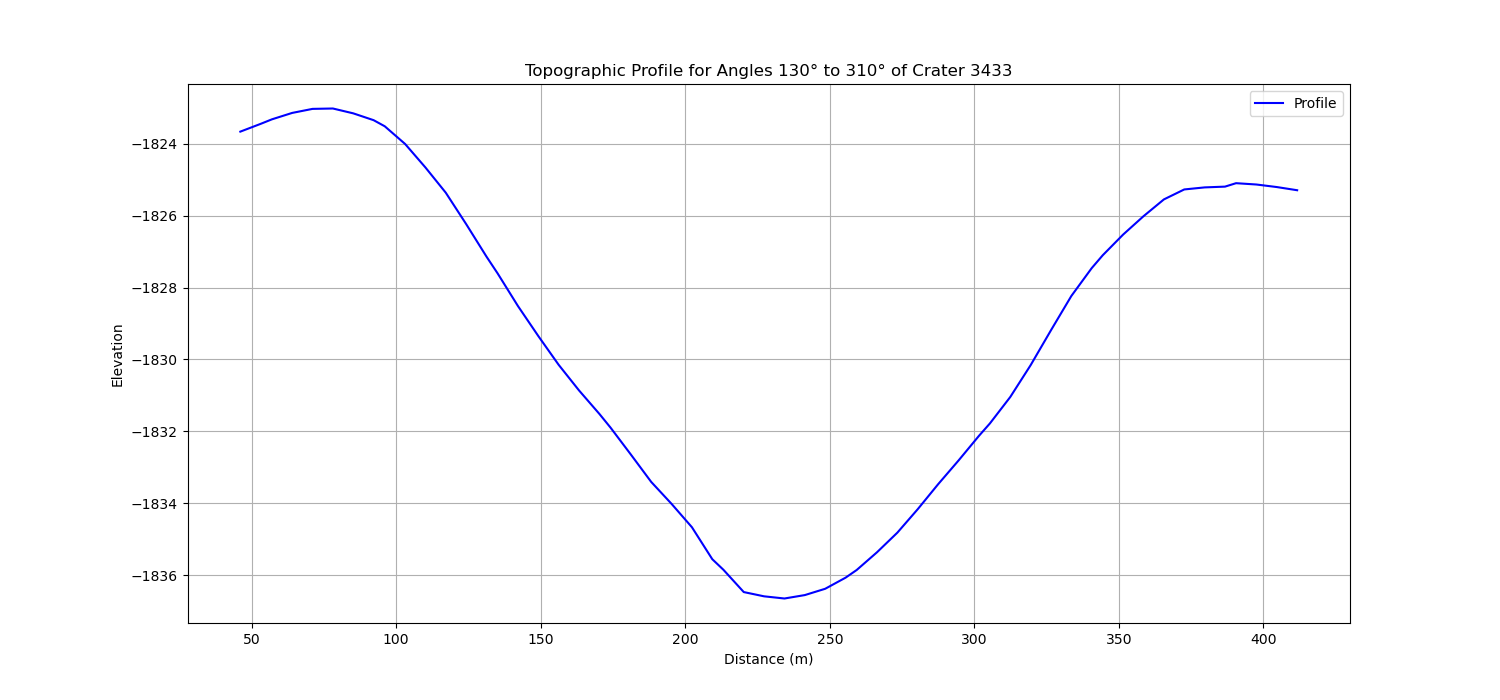 Topographic Profile for Angles 130° to 310° of Crater 3433
Profile
−1824
−1826
−1828
−1830
−1832
−1834
−1836
Elevation
50 100 150 200 250 300 350 400
Distance (m)